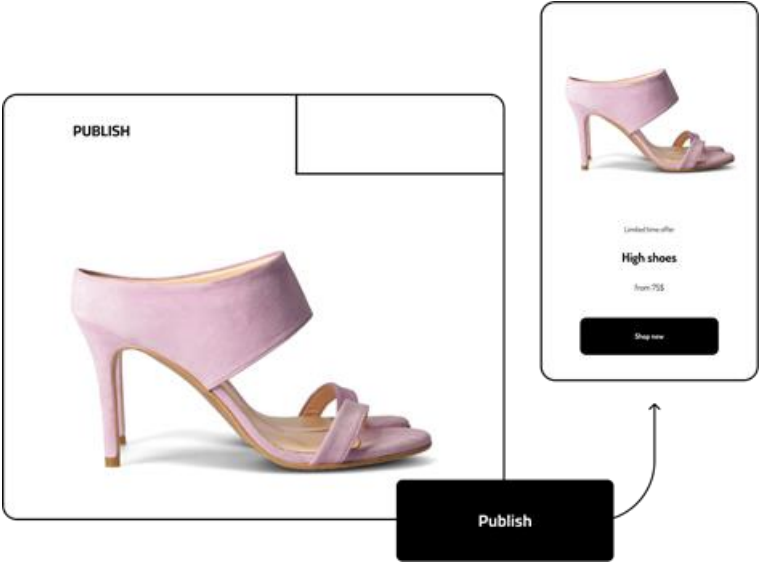 PUBLISH
Limited time offer
High shoes
from 75$
Shop now
Publish